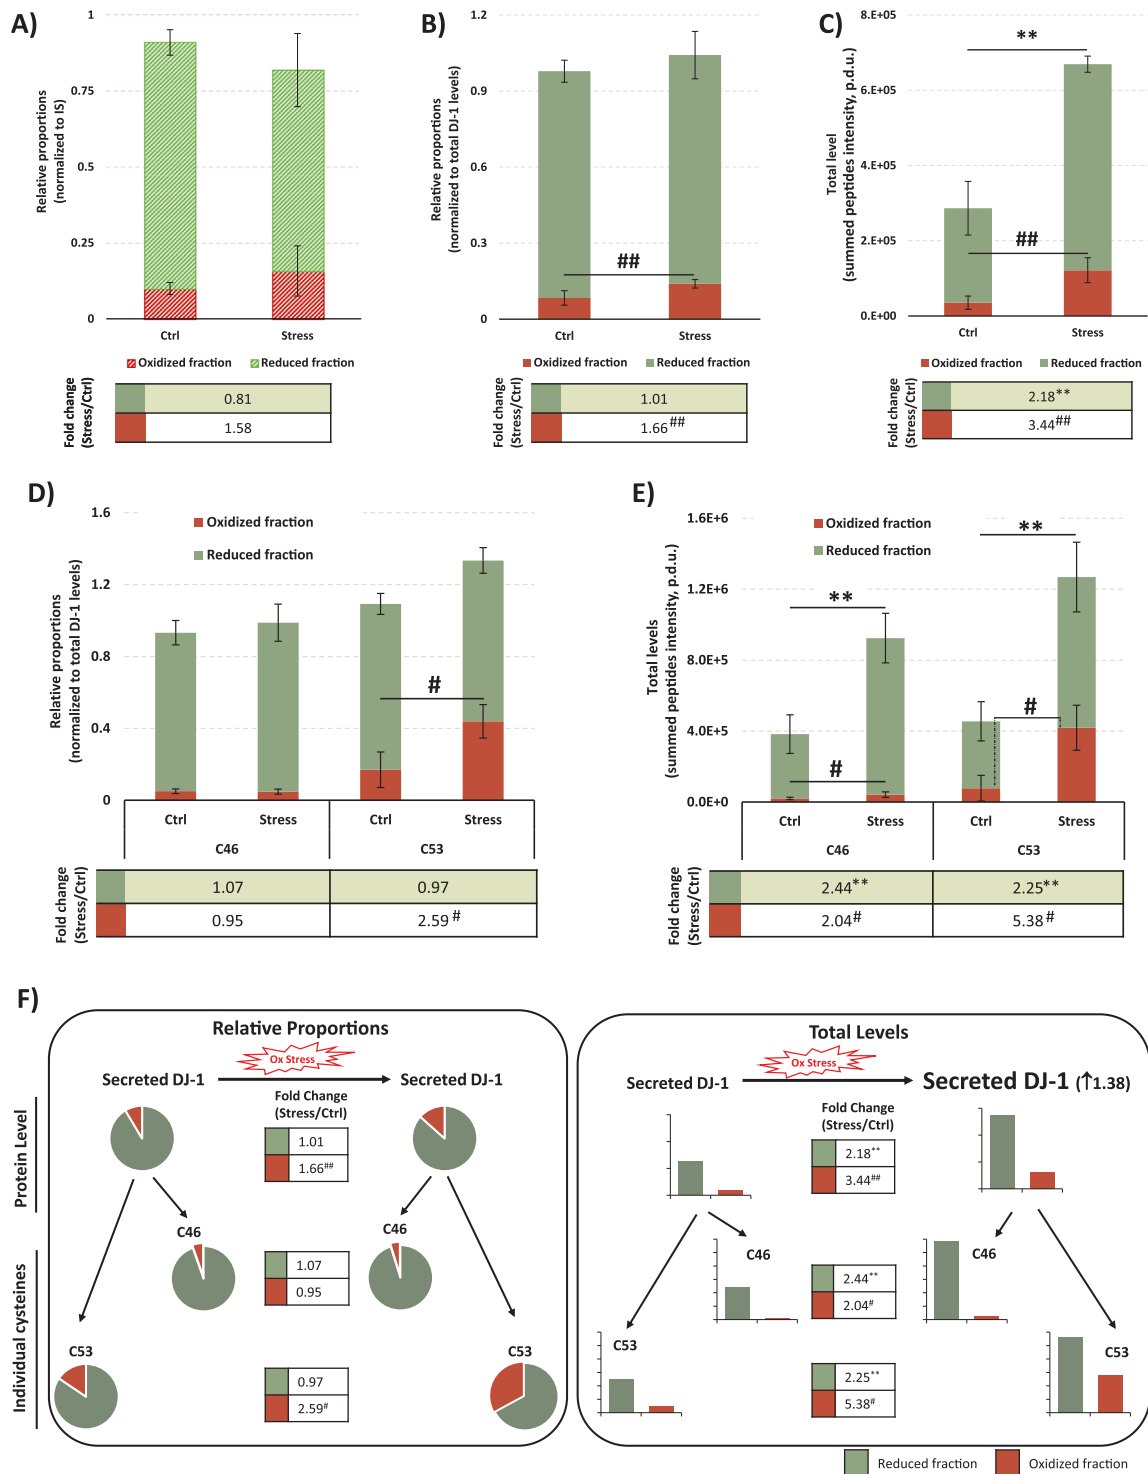 A)
Relative proportions
(normalized to IS)
1
0.75
0.5
0.25
0
Ctrl
Stress
Oxidized fraction
Reduced fraction
Fold change
(Stress/Ctrl)
0.81
1.58
B)
Relative proportions
(normalized to total DJ-1 levels)
1.2
0.9
0.6
0.3
0
##
Ctrl
Stress
Oxidized fraction
Reduced fraction
Fold change
(Stress/Ctrl)
1.01
1.66##
C)
Total level
(summed peptides intensity, p.d.u.)
8.E+05
6.E+05
4.E+05
2.E+05
0.E+00
**
##
Ctrl
Stress
Oxidized fraction
Reduced fraction
Fold change
(Stress/Ctrl)
2.18**
3.44##
D)
Relative proportions
(normalized to total DJ-1 levels)
1.6
1.2
0.8
0.4
0
Oxidized fraction
Reduced fraction
#
Ctrl
Stress
Ctrl
Stress
C46
C53
Fold change
(Stress/Ctrl)
1.07
0.97
0.95
2.59 #
E)
Total levels
(summed peptides intensity, p.d.u.)
1.6E+6
1.2E+6
8.0E+5
4.0E+5
0.0E+0
Oxidized fraction
Reduced fraction
**
**
#
#
Ctrl
Stress
Ctrl
Stress
C46
C53
Fold change
(Stress/Ctrl)
2.44**
2.25**
2.04#
5.38#
F)
Relative Proportions
Ox Stress
Secreted DJ-1
Secreted DJ-1
Fold Change
(Stress/Ctrl)
Protein Level
1.01
1.66##
C46
C46
Individual cysteines
1.07
0.95
C53
C53
0.97
2.59#
Total Levels
Ox Stress
Secreted DJ-1
Secreted DJ-1 (↑1.38)
Fold Change
(Stress/Ctrl)
2.18**
3.44##
C46
C46
2.44**
2.04#
C53
C53
2.25**
5.38#
Reduced fraction
Oxidized fraction